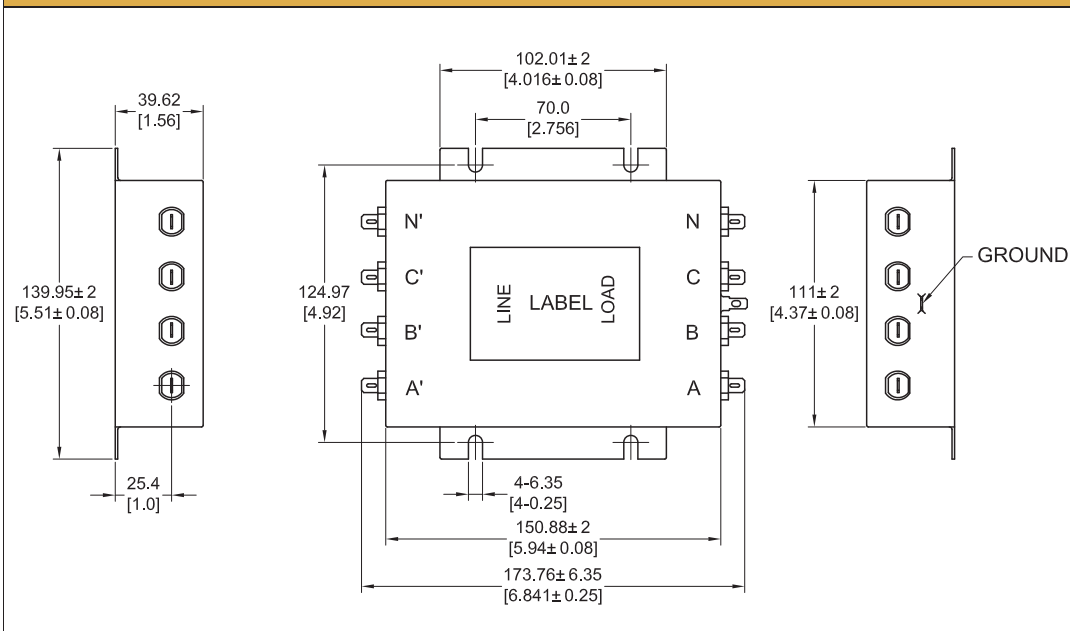 102.01± 2
[4.016± 0.08]
39.62
[1.56]
70.0
[2.756]
N'
N
C'
C
GROUND
139.95± 2
[5.51± 0.08]
124.97
[4.92]
LINE
LABEL
LOAD
111± 2
[4.37± 0.08]
B'
B
A'
A
25.4
[1.0]
4-6.35
[4-0.25]
150.88± 2
[5.94± 0.08]
173.76± 6.35
[6.841± 0.25]